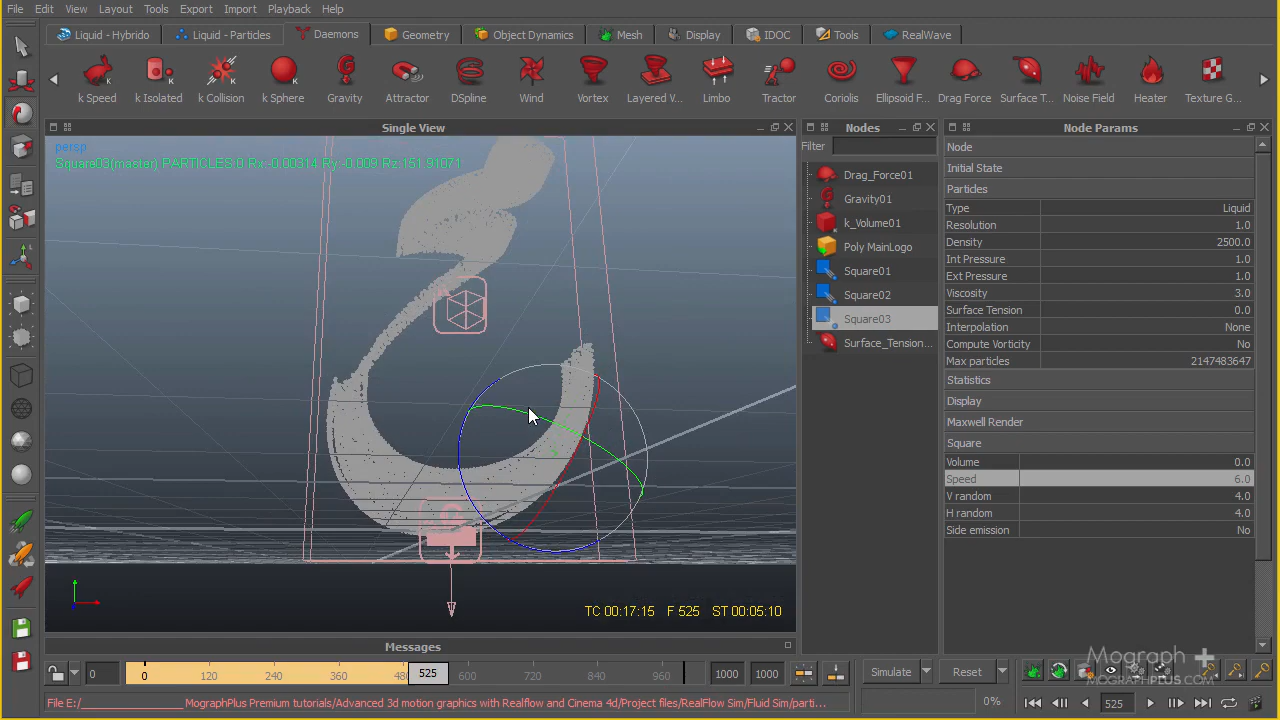 File Edit View Layout Tools Export Import Playback Help
Liquid - Hybrido Liquid - Particles Daemons Geometry Object Dynamics Mesh Display IDOC Tools RealWave
k Speed k Isolated k Collision k Sphere Gravity Attractor DSpline Wind Vortex Layered V... Limbo Tractor Coriolis Ellipsoid F... Drag Force Surface T... Noise Field Heater Texture G...
Single View
persp
Square03(master) PARTICLES:0 Rx:-0.00314 Ry:-0.009 Rz:151.91071
TC 00:17:15 F 525 ST 00:05:10
Nodes
Filter
Drag_Force01
Gravity01
k_Volume01
Poly MainLogo
Square01
Square02
Square03
Surface_Tension...
Node Params
Node
Initial State
Particles
Type Liquid
Resolution 1.0
Density 2500.0
Int Pressure 1.0
Ext Pressure 1.0
Viscosity 3.0
Surface Tension 0.0
Interpolation None
Compute Vorticity No
Max particles 2147483647
Statistics
Display
Maxwell Render
Square
Volume 0.0
Speed 6.0
V random 4.0
H random 4.0
Side emission No
Messages
0 0 120 240 360 480 525 600 720 840 960 1000 1000 Simulate Reset
File E:/______________ MographPlus Premium tutorials/Advanced 3d motion graphics with Realflow and Cinema 4d/Project files/RealFlow Sim/Fluid Sim/parti...
0% 525
Mograph
MOGRAPHPLUS.COM